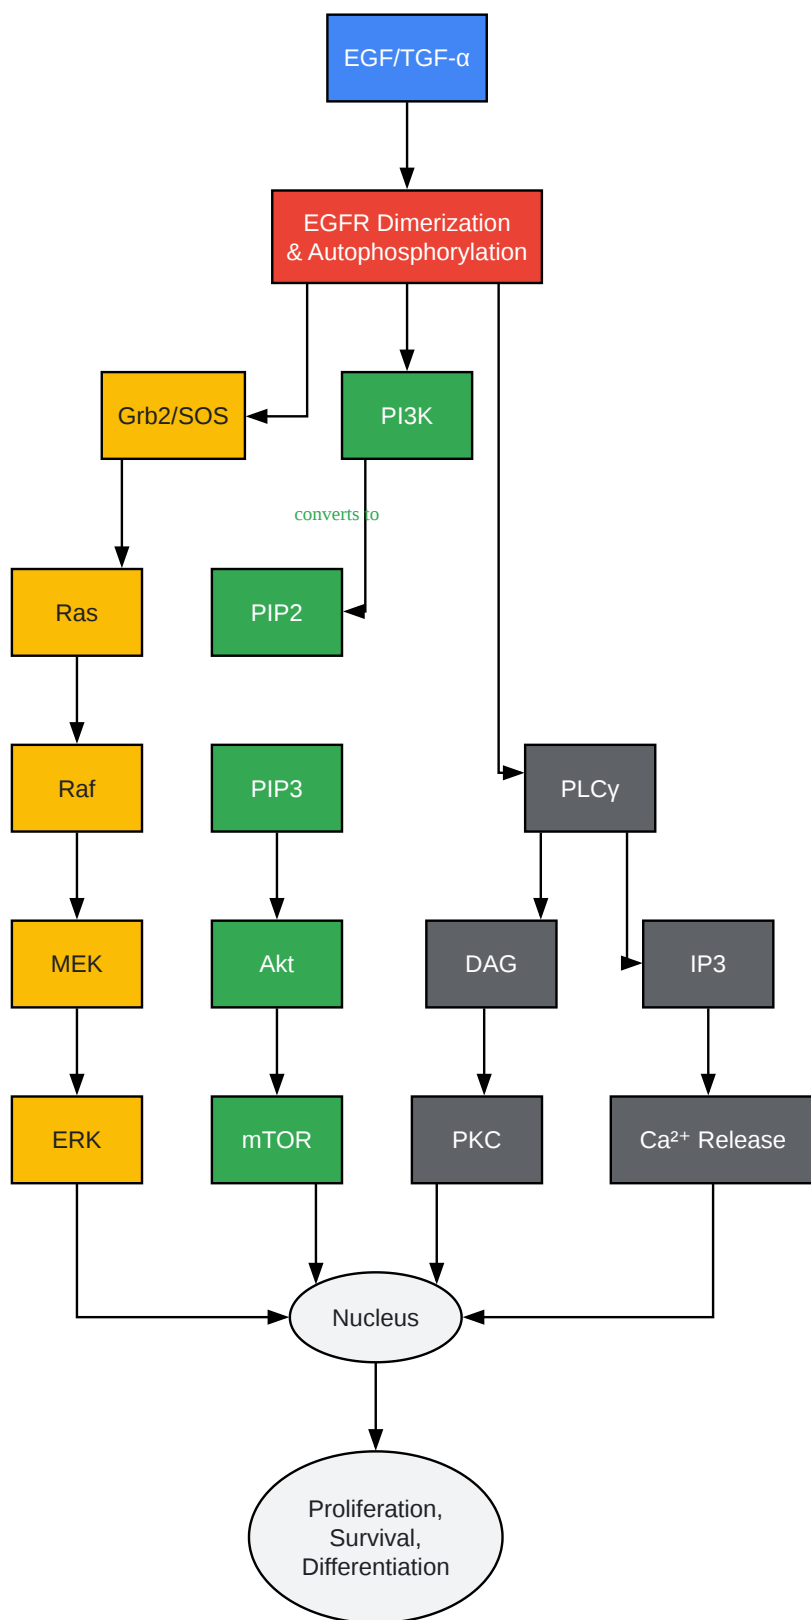 EGF/TGF-α
EGFR Dimerization
& Autophosphorylation
Grb2/SOS
PI3K
converts to
Ras
PIP2
Raf
PIP3
PLCγ
MEK
Akt
DAG
IP3
ERK
mTOR
PKC
Ca²⁺ Release
Nucleus
Proliferation,
Survival,
Differentiation